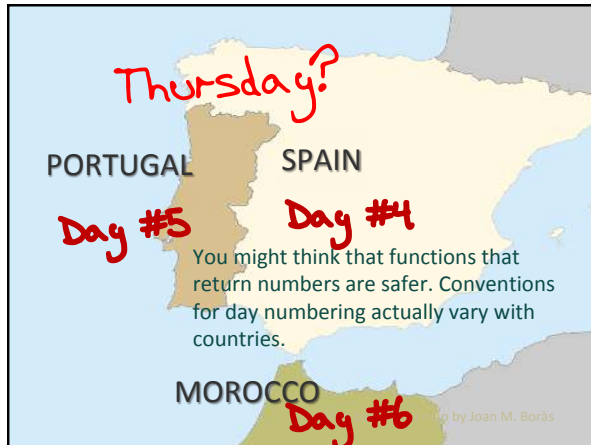 Thursday?
PORTUGAL
SPAIN
Day #5
Day #4
You might think that functions that
return numbers are safer. Conventions
for day numbering actually vary with
countries.
MOROCCO
Day #6
by Joan M. Boràs